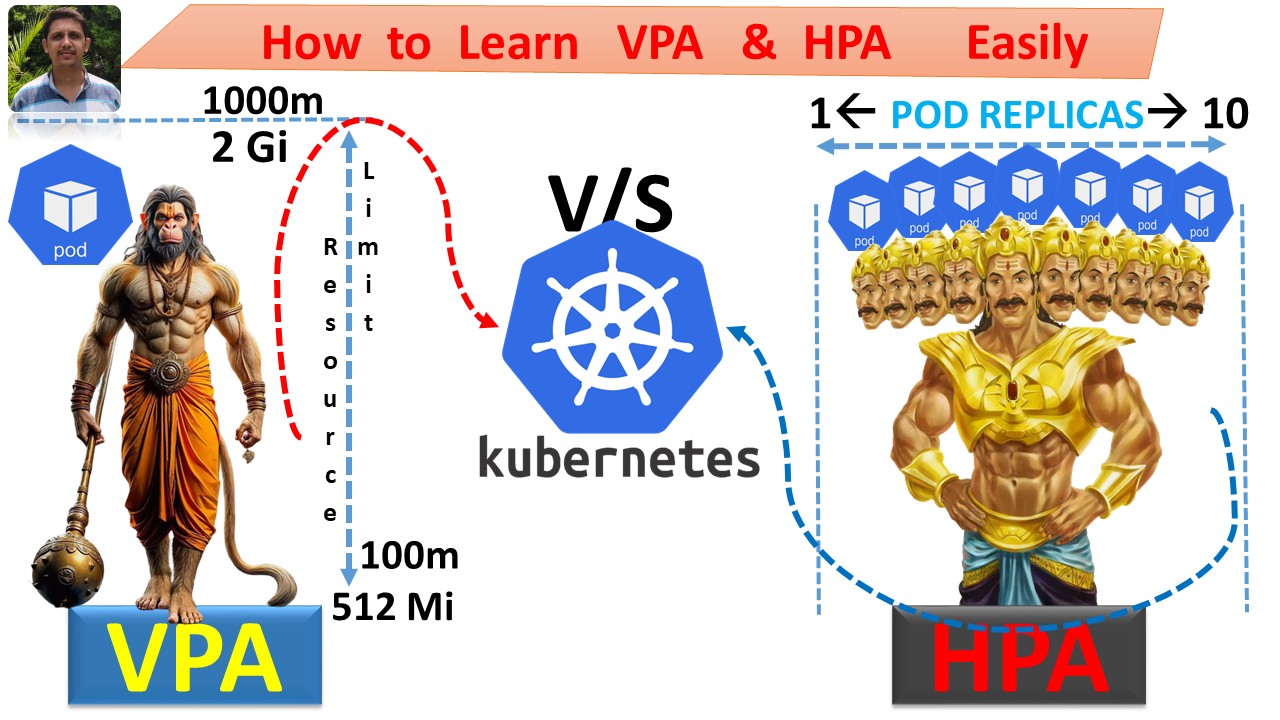 How to Learn VPA & HPA Easily
1000m
2 Gi
pod
Resource
Limit
100m
512 Mi
VPA
V/S
kubernetes
1 ← POD REPLICAS → 10
pod
pod
pod
pod
pod
pod
pod
HPA